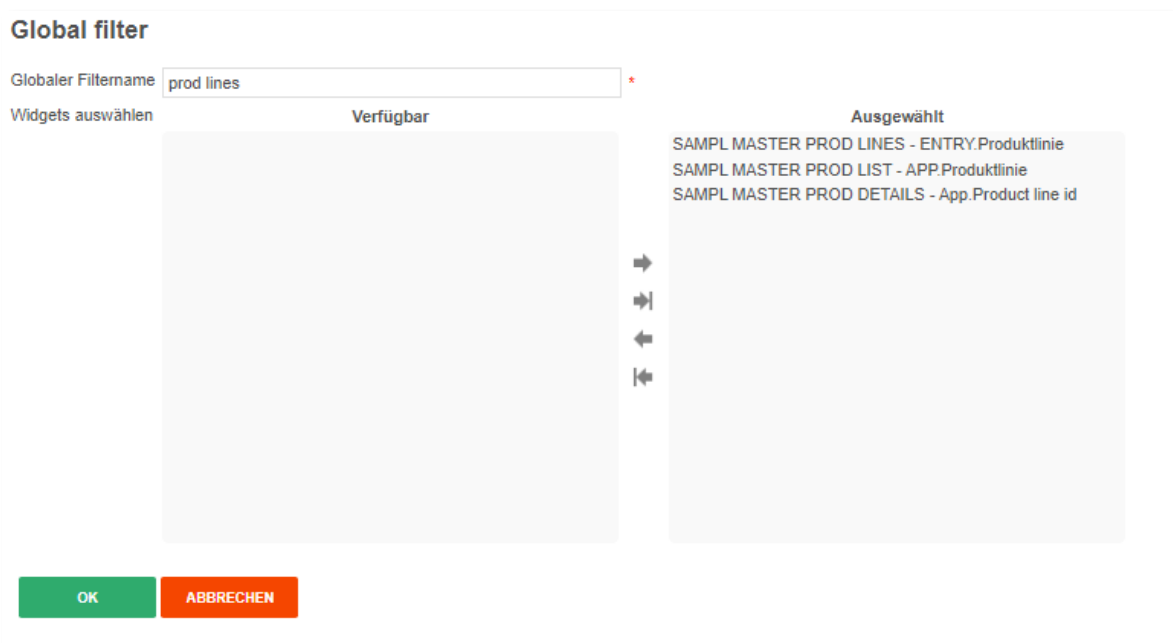 Global filter
Globaler Filtername prod lines *
Widgets auswählen Verfügbar Ausgewählt
SAMPL MASTER PROD LINES - ENTRY.Produktlinie
SAMPL MASTER PROD LIST - APP.Produktlinie
SAMPL MASTER PROD DETAILS - App.Product line id
OK ABBRECHEN